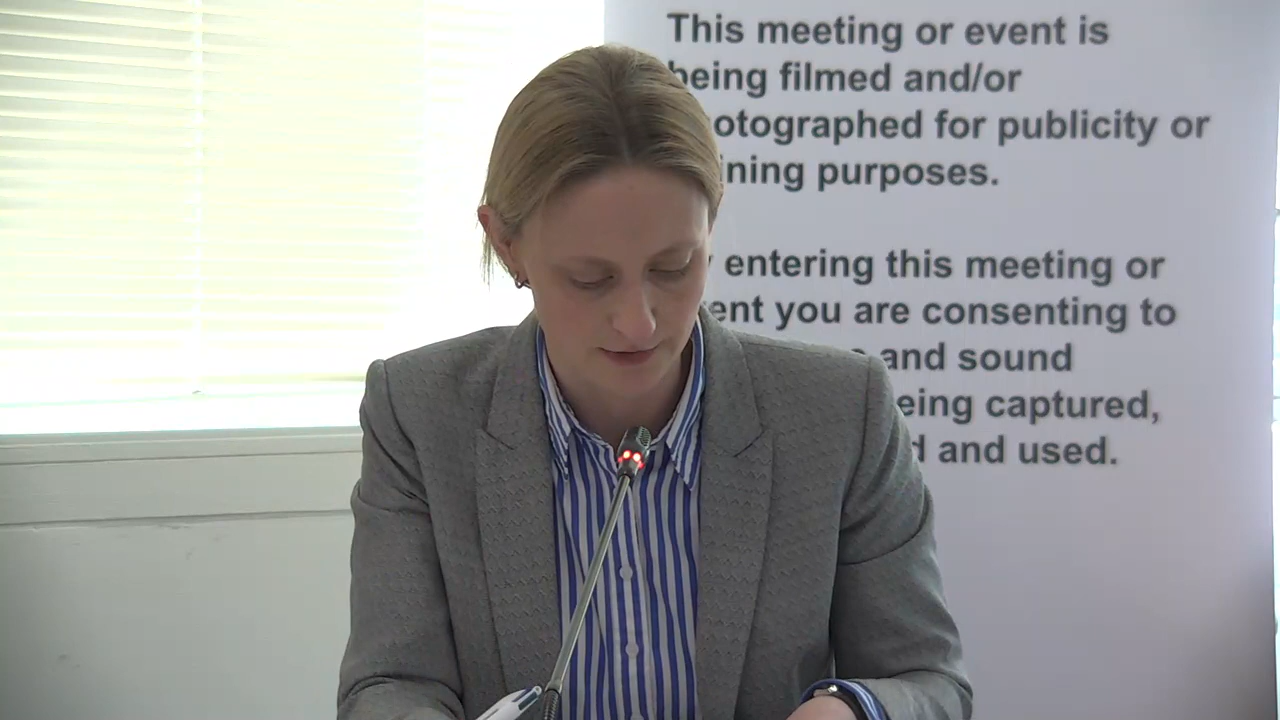 This meeting or event is
being filmed and/or
otographed for publicity or
ining purposes.
entering this meeting or
ent you are consenting to
and sound
eing captured,
d and used.